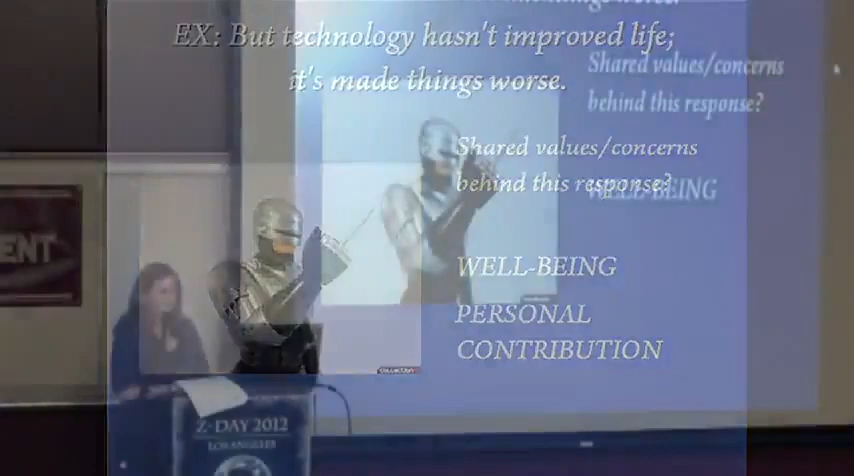 EX: But technology hasn't improved life;
it's made things worse.
Shared values/concerns
behind this response?
Shared values/concerns
behind this response?
WELL-BEING
WELL-BEING
PERSONAL
CONTRIBUTION
ENT
Z-DAY 2012
LOS ANGELES